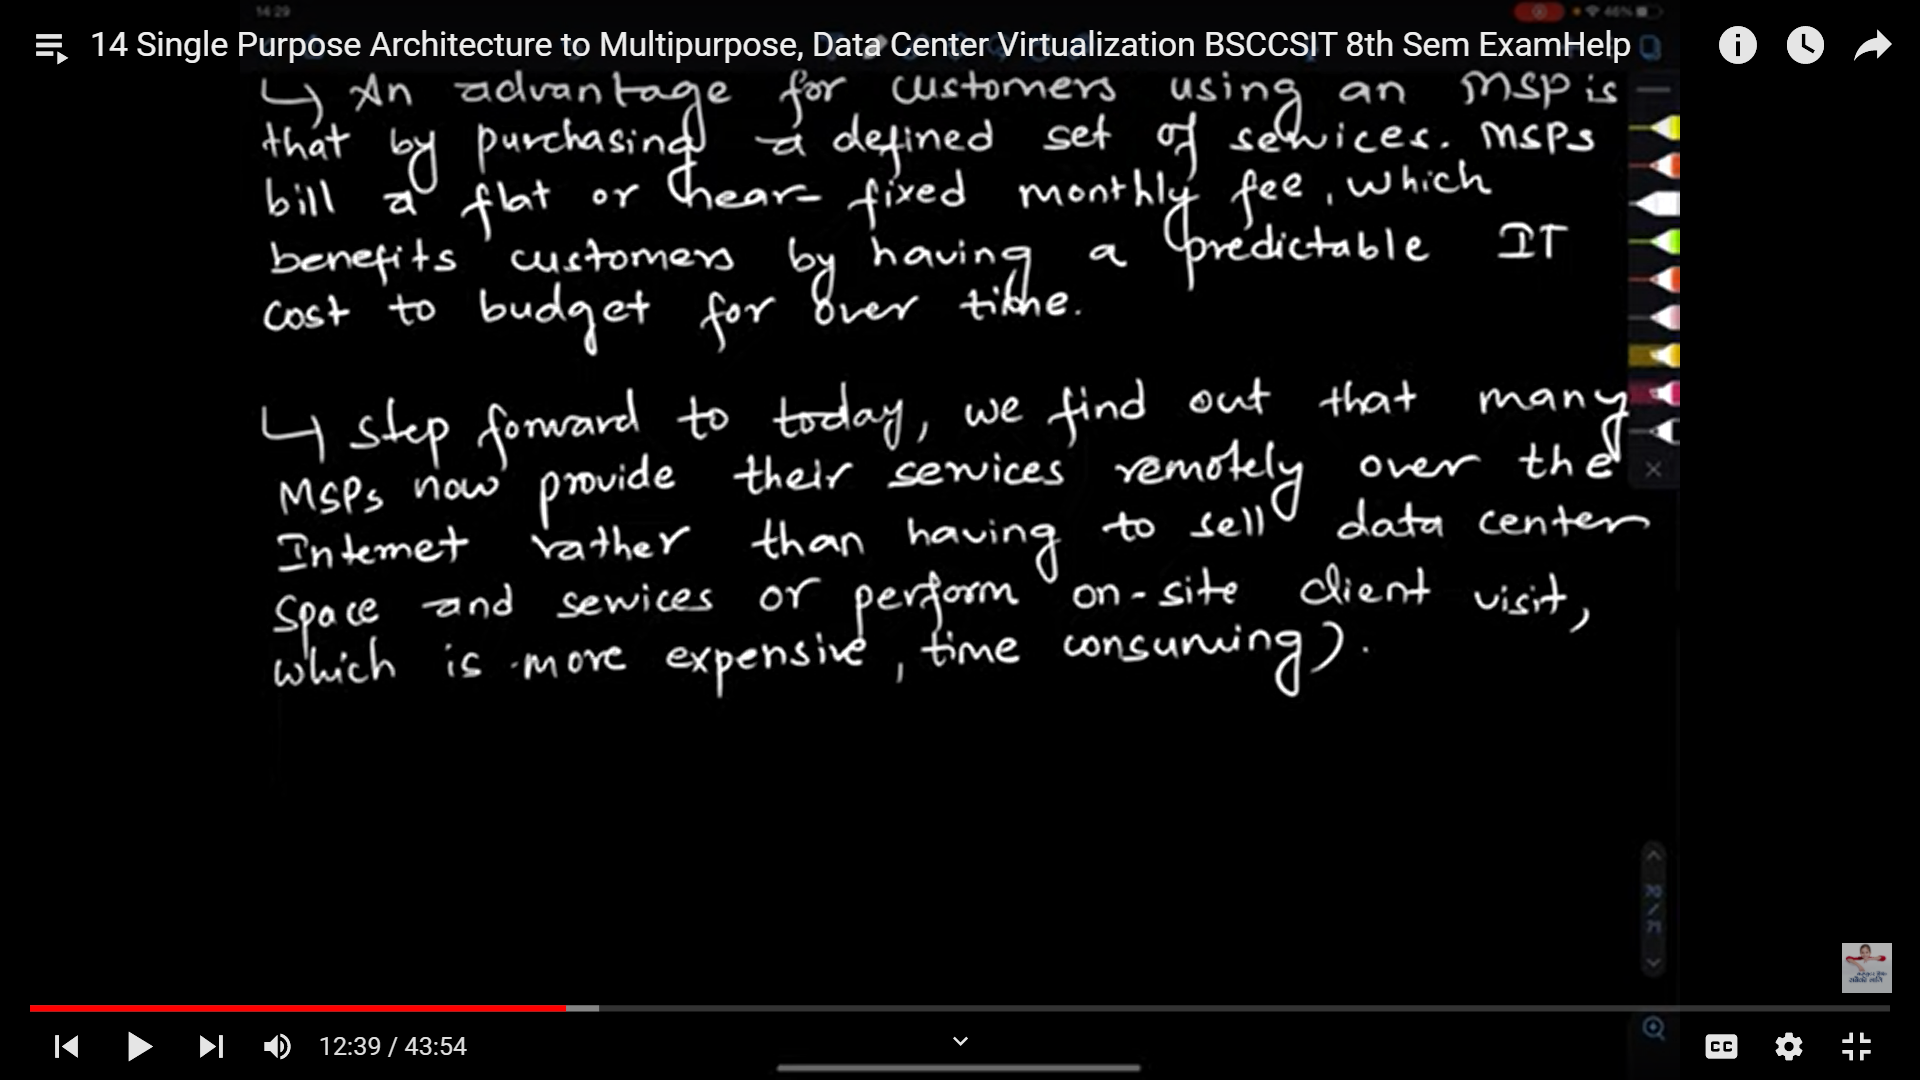 14:29
46%
14 Single Purpose Architecture to Multipurpose, Data Center Virtualization BSCCSIT 8th Sem ExamHelp
↳ An advantage for customers using an MSP is
that by purchasing a defined set of services. MSPs
bill a flat or near-fixed monthly fee, which
benefits customers by having a predictable IT
cost to budget for over time.
↳ step forward to today, we find out that many
MSPs now provide their services remotely over the
Internet rather than having to sell data center
space and services or perform on-site client visit,
which is more expensive, time consuming).
12:39 / 43:54
CC